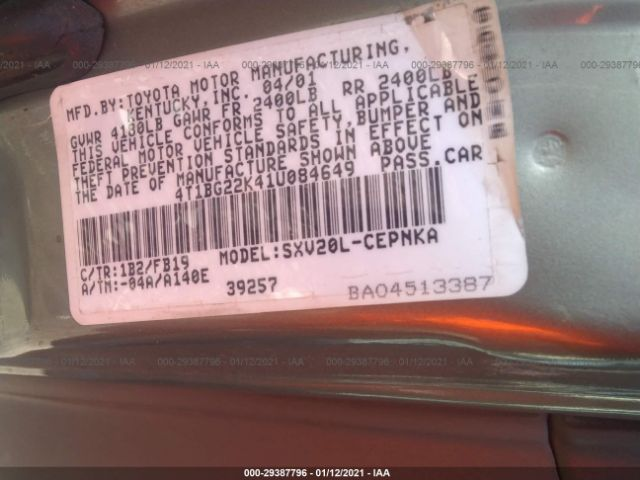 MFD.BY:TOYOTA MOTOR MANUFACTURING,
KENTUCKY,INC. 04/01
GVWR 4180LB GAWR FR 2400LB RR 2400LB
THIS VEHICLE CONFORMS TO ALL APPLICABLE
FEDERAL MOTOR VEHICLE SAFETY,BUMPER AND
THEFT PREVENTION STANDARDS IN EFFECT ON
THE DATE OF MANUFACTURE SHOWN ABOVE
4T1BG22K41U084649 PASS.CAR
C/TR:1B2/FB19 MODEL:SXV20L-CEPNKA
A/TM:-04A/A140E 39257
BA04513387
000-29387796 - 01/12/2021 - IAA